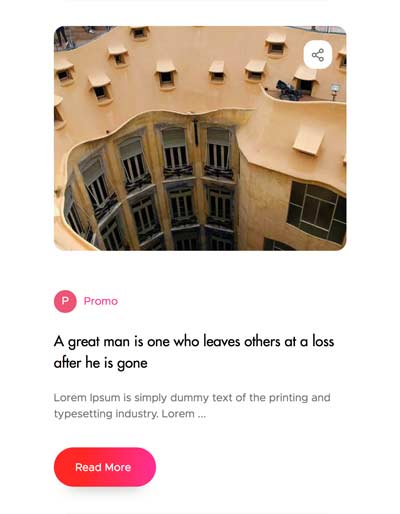 P Promo
A great man is one who leaves others at a loss
after he is gone
Lorem Ipsum is simply dummy text of the printing and
typesetting industry. Lorem ...
Read More